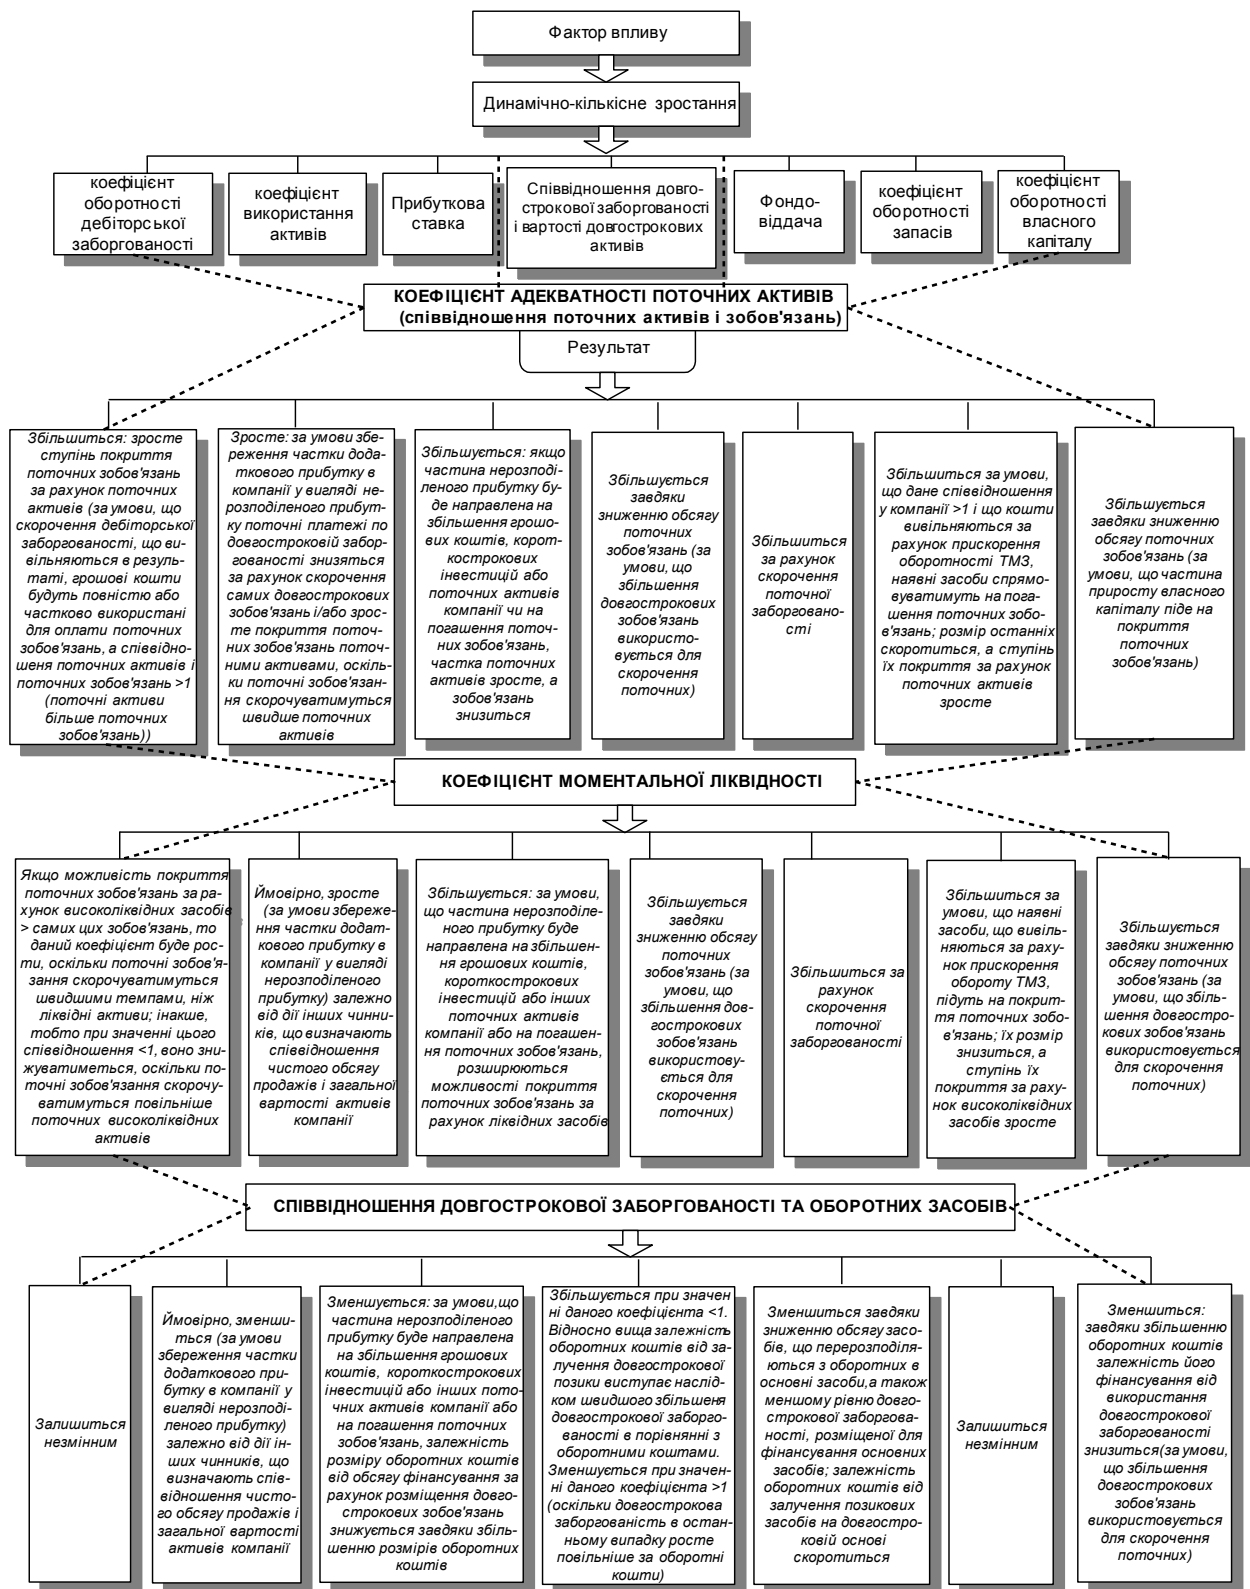 Фактор впливу
Динамічно-кількісне зростання
коефіцієнт
оборотності
дебіторської
заборгованості
коефіцієнт
використання
активів
Прибуткова
ставка
Співвідношення довго-
строкової заборгованості
і вартості довгострокових
активів
Фондо-
віддача
коефіцієнт
оборотності
запасів
коефіцієнт
оборотності
власного
капіталу
КОЕФІЦІЄНТ АДЕКВАТНОСТІ ПОТОЧНИХ АКТИВІВ
(співвідношення поточних активів і зобов'язань)
Результат
Збільшиться: зросте
ступінь покриття
поточних зобов'язань
за рахунок поточних
активів (за умови, що
скорочення дебіторської
заборгованості, що ви-
вільняються в резуль-
таті, грошові кошти
будуть повністю або
частково використані
для оплати поточних
зобов'язань, а співвідно-
шеня поточних активів і
поточних зобов'язань >1
(поточні активи
більше поточних
зобов'язань))
Зросте: за умови збе-
реження частки дода-
ткового прибутку в
компанії у вигляді не-
розподіленого прибут-
ку поточні платежі по
довгостроковій забор-
гованості знизяться
за рахунок скорочення
самих довгострокових
зобов'язань і/або зро-
сте покриття поточ-
них зобов'язань поточ-
ними активами, оскіль-
ки поточні зобов'язан-
ня скорочуватимуться
швидше поточних
активів
Збільшується: якщо
частина нерозподі-
леного прибутку бу-
де направлена на
збільшення грошо-
вих коштів, корот-
кострокових
інвестицій або
поточних активів
компанії чи на
погашення поточ-
них зобов'язань,
частка поточних
активів зросте, а
зобов'язань
знизиться
Збільшується
завдяки
зниженню обсягу
поточних
зобов'язань (за
умови, що
збільшення
довгострокових
зобов'язань
використо-
вується для
скорочення
поточних)
Збільшиться
за рахунок
скорочення
поточної
заборговано-
сті
Збільшиться за умови,
що дане співвідношення
у компанії >1 і що кошти
вивільняються за
рахунок прискорення
оборотності ТМЗ,
наявні засоби спрямо-
вуватимуть на пога-
шення поточних зобо-
в'язань; розмір останніх
скоротиться, а ступінь
їх покриття за рахунок
поточних активів
зросте
Збільшується
завдяки зниженню
обсягу поточних
зобов'язань (за
умови, що частина
приросту власного
капіталу піде на
покриття
поточних
зобов'язань)
КОЕФІЦІЄНТ МОМЕНТАЛЬНОЇ ЛІКВІДНОСТІ
Якщо можливість покриття
поточних зобов'язань за ра-
хунок високоліквідних засобів
> самих цих зобов'язань, то
даний коефіцієнт буде рос-
ти, оскільки поточні зобов'я-
зання скорочуватимуться
швидшими темпами, ніж
ліквідні активи; інакше,
тобто при значенні цього
співвідношення <1, воно зни-
жуватиметься, оскільки по-
точні зобов'язання скорочу-
ватимуться повільніше
поточних високоліквідних
активів
Ймовірно, зросте
(за умови збереже-
ння частки додат-
кового прибутку в
компанії у вигляді
нерозподіленого
прибутку) залежно
від дії інших чинни-
ків, що визначають
співвідношення
чистого обсягу
продажів і загальної
вартості активів
компанії
Збільшується: за умови,
що частина нерозподіле-
ного прибутку буде
направлена на збільшен-
ня грошових коштів,
короткострокових
інвестицій або інших
поточних активів
компанії або на погашен-
ня поточних зобов'язань,
розширюються
можливості покриття
поточних зобов'язань за
рахунок ліквідних засобів
Збільшується
завдяки
зниженню обсягу
поточних
зобов'язань (за
умови, що
збільшення дов-
гострокових
зобов'язань
використову-
ється для
скорочення
поточних)
Збільшиться за
рахунок
скорочення
поточної
заборгованості
Збільшиться за
умови, що наявні
засоби, що вивіль-
няються за раху-
нок прискорення
обороту ТМЗ,
підуть на покрит-
тя поточних зобо-
в'язань; їх розмір
знизиться, а
ступінь їх
покриття за раху-
нок високоліквідних
засобів зросте
Збільшується
завдяки зниженню
обсягу поточних
зобов'язань (за
умови, що збіль-
шення довгостро-
кових зобов'язань
використовується
для скорочення
поточних)
СПІВВІДНОШЕННЯ ДОВГОСТРОКОВОЇ ЗАБОРГОВАНОСТІ ТА ОБОРОТНИХ ЗАСОБІВ
Залишиться
незмінним
Ймовірно, зменши-
ться (за умови
збереження частки
додаткового при-
бутку в компанії у
вигляді нерозподі-
леного прибутку)
залежно від дії ін-
ших чинників, що
визначають спів-
відношення чисто-
го обсягу продажів і
загальної вартості
активів компанії
Зменшується: за умови,що
частина нерозподіленого
прибутку буде направлена
на збільшення грошових
коштів, короткострокових
інвестицій або інших пото-
чних активів компанії або
на погашення поточних
зобов'язань, залежність
розміру оборотних коштів
від обсягу фінансування за
рахунок розміщення довго-
строкових зобов'язань
знижується завдяки збіль-
шенню розмірів оборотних
коштів
Збільшується при значен-
ні даного коефіцієнта <1.
Відносно вища залежність
оборотних коштів від за-
лучення довгострокової
позики виступає наслід-
ком швидшого збільшеня
довгострокової заборго-
ваності в порівнянні з
оборотними коштами.
Зменшується при значен-
ні даного коефіцієнта >1
(оскільки довгострокова
заборгованість в остан-
ньому випадку росте
повільніше за оборотні
кошти)
Зменшиться завдяки
зниженню обсягу засо-
бів, що перерозподіля-
ються з оборотних в
основні засоби,а також
меншому рівню довго-
строкової заборгова-
ності, розміщеної для
фінансування основних
засобів; залежність
оборотних коштів від
залучення позикових
засобів на довгостро-
ковій основі
скоротиться
Залишиться
незмінним
Зменшиться:
завдяки збільшенню
оборотних коштів
залежність його
фінансування від
використання
довгострокової
заборгованості
знизиться(за умови,
що збільшення
довгострокових
зобов'язань
використовується
для скорочення
поточних)